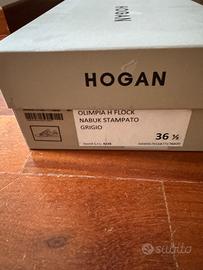 HOGAN
OLIMPIA H FLOCK
NABUK STAMPATO
GRIGIO
36 ½
subito